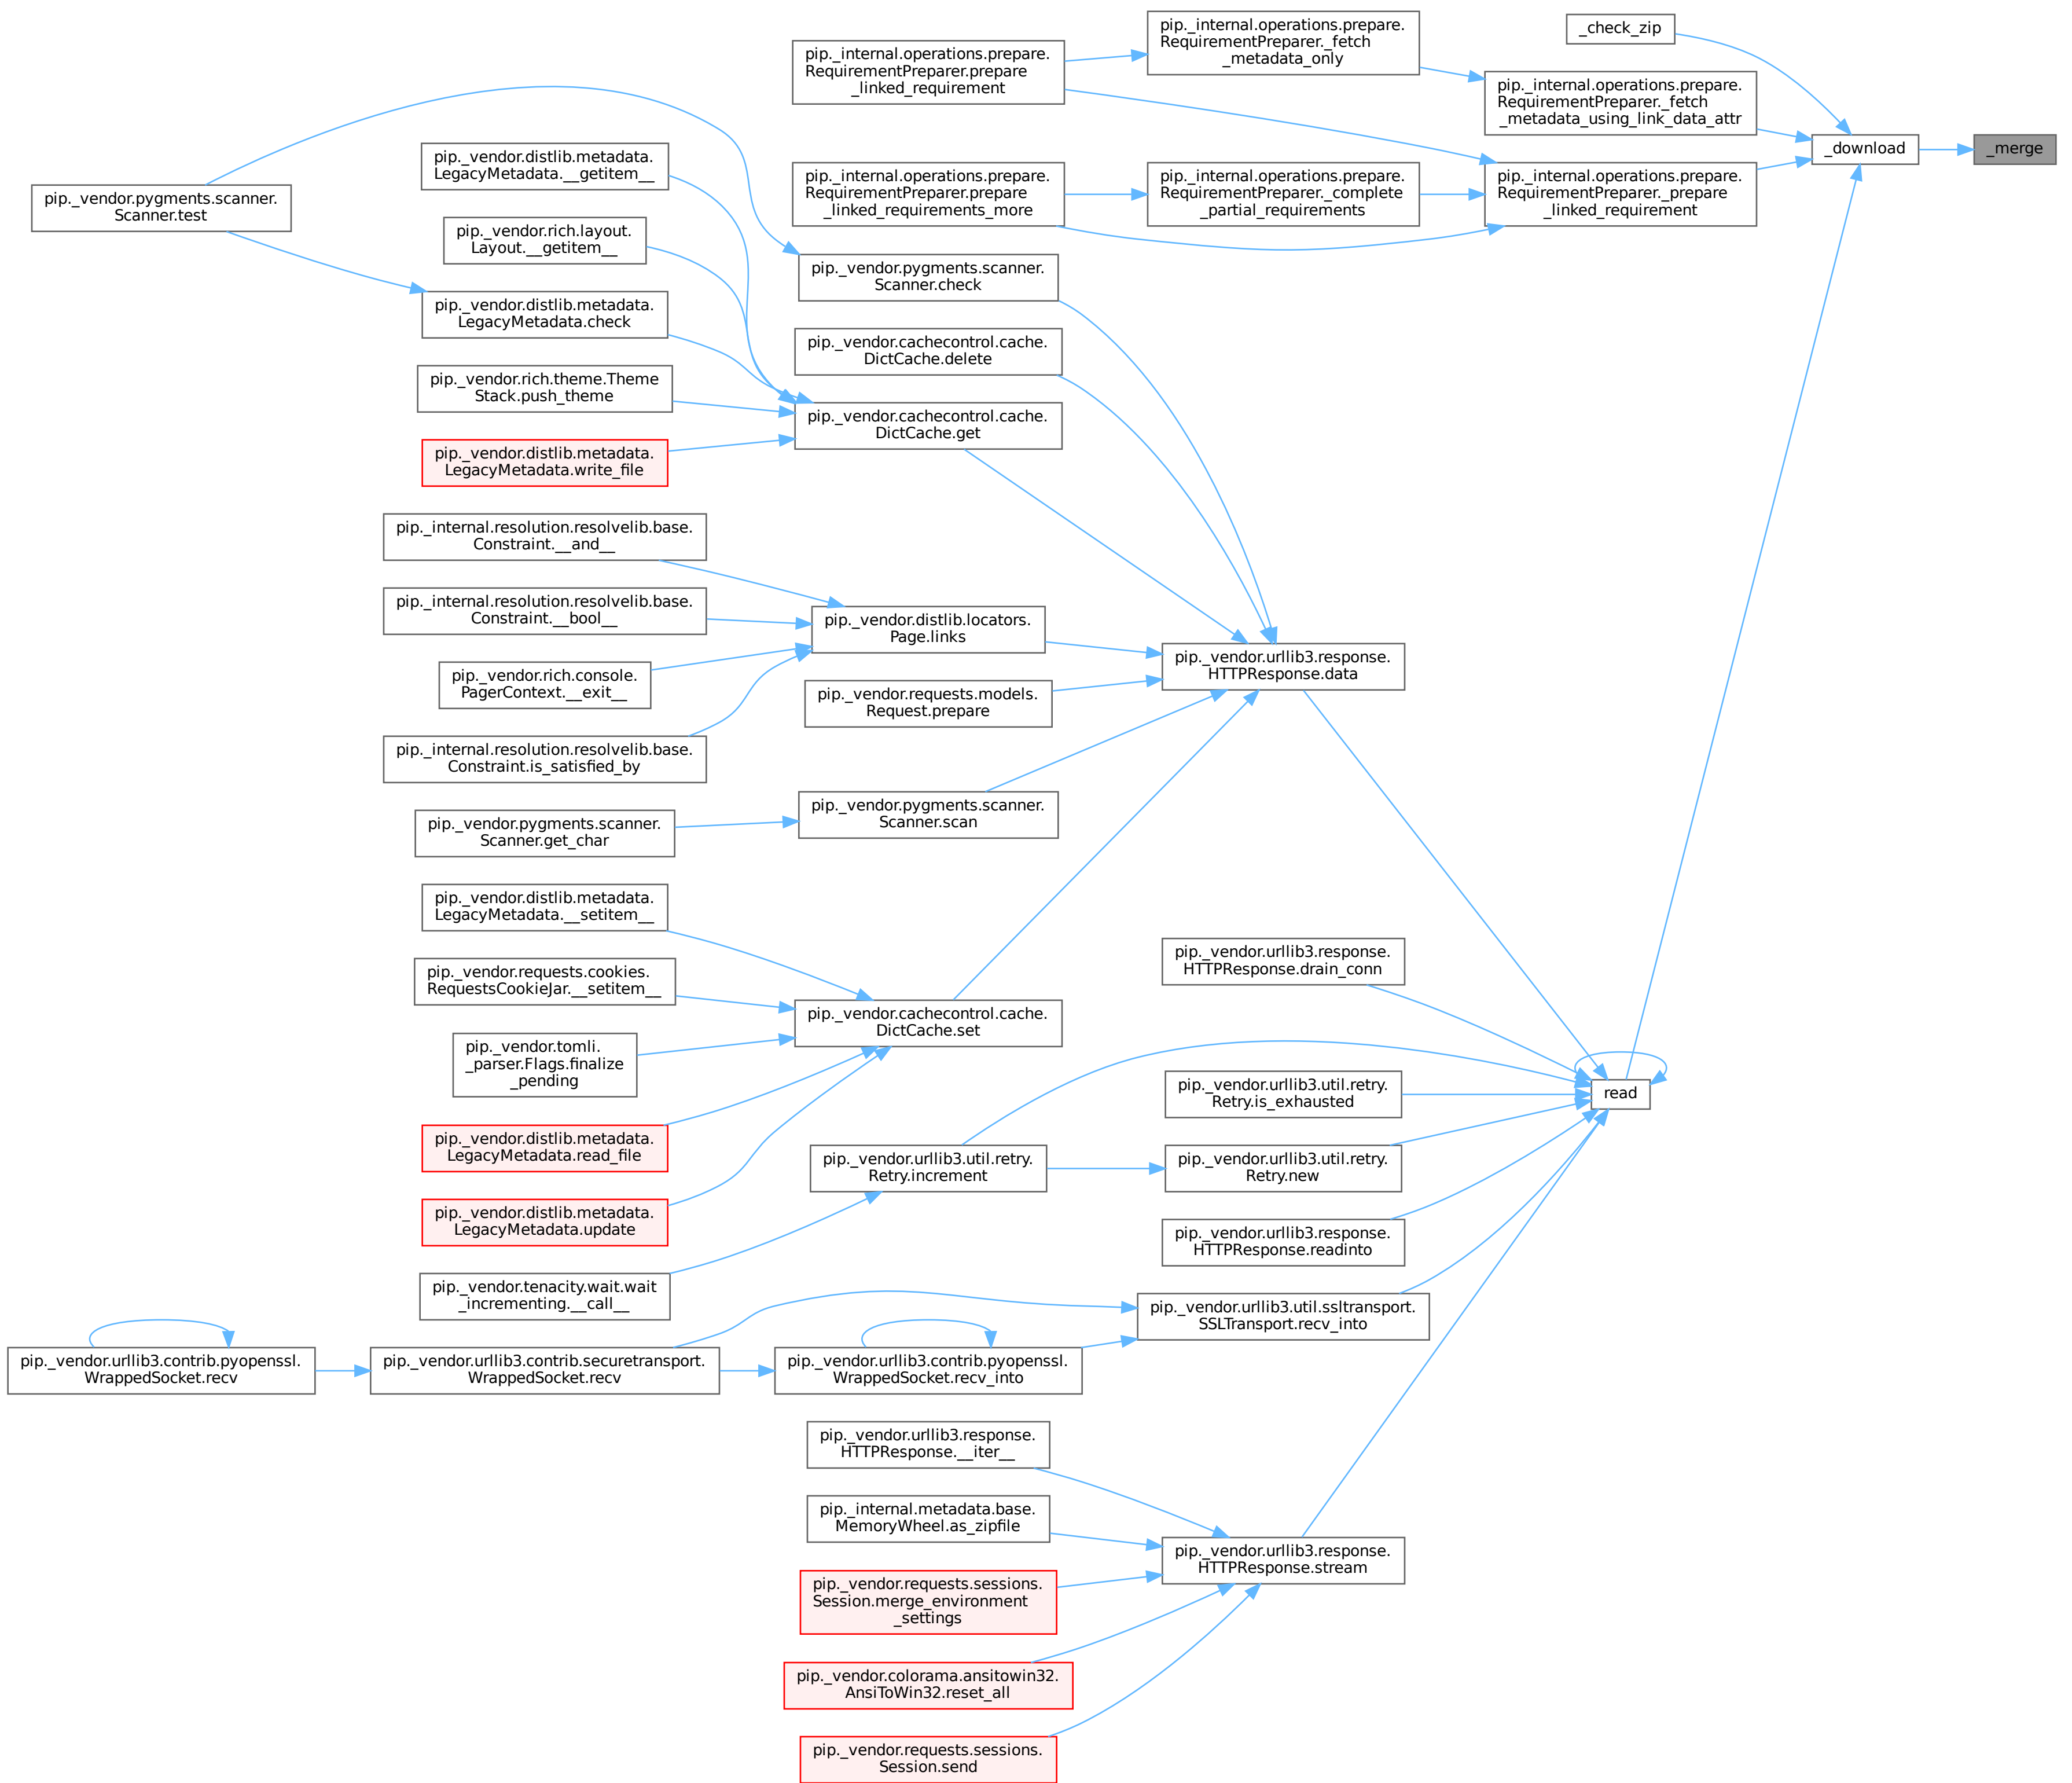 _check_zip
pip._internal.operations.prepare.
RequirementPreparer._fetch
_metadata_only
pip._internal.operations.prepare.
RequirementPreparer.prepare
_linked_requirement
pip._internal.operations.prepare.
RequirementPreparer._fetch
_metadata_using_link_data_attr
_download
_merge
pip._vendor.distlib.metadata.
LegacyMetadata.__getitem__
pip._internal.operations.prepare.
RequirementPreparer.prepare
_linked_requirements_more
pip._internal.operations.prepare.
RequirementPreparer._complete
_partial_requirements
pip._internal.operations.prepare.
RequirementPreparer._prepare
_linked_requirement
pip._vendor.pygments.scanner.
Scanner.test
pip._vendor.rich.layout.
Layout.__getitem__
pip._vendor.pygments.scanner.
Scanner.check
pip._vendor.distlib.metadata.
LegacyMetadata.check
pip._vendor.cachecontrol.cache.
DictCache.delete
pip._vendor.rich.theme.Theme
Stack.push_theme
pip._vendor.cachecontrol.cache.
DictCache.get
pip._vendor.distlib.metadata.
LegacyMetadata.write_file
pip._internal.resolution.resolvelib.base.
Constraint.__and__
pip._internal.resolution.resolvelib.base.
Constraint.__bool__
pip._vendor.distlib.locators.
Page.links
pip._vendor.rich.console.
PagerContext.__exit__
pip._vendor.urllib3.response.
HTTPResponse.data
pip._vendor.requests.models.
Request.prepare
pip._internal.resolution.resolvelib.base.
Constraint.is_satisfied_by
pip._vendor.pygments.scanner.
Scanner.get_char
pip._vendor.pygments.scanner.
Scanner.scan
pip._vendor.distlib.metadata.
LegacyMetadata.__setitem__
pip._vendor.requests.cookies.
RequestsCookieJar.__setitem__
pip._vendor.urllib3.response.
HTTPResponse.drain_conn
pip._vendor.cachecontrol.cache.
DictCache.set
pip._vendor.tomli.
_parser.Flags.finalize
_pending
pip._vendor.urllib3.util.retry.
Retry.is_exhausted
read
pip._vendor.distlib.metadata.
LegacyMetadata.read_file
pip._vendor.urllib3.util.retry.
Retry.increment
pip._vendor.urllib3.util.retry.
Retry.new
pip._vendor.distlib.metadata.
LegacyMetadata.update
pip._vendor.urllib3.response.
HTTPResponse.readinto
pip._vendor.tenacity.wait.wait
_incrementing.__call__
pip._vendor.urllib3.util.ssltransport.
SSLTransport.recv_into
pip._vendor.urllib3.contrib.pyopenssl.
WrappedSocket.recv
pip._vendor.urllib3.contrib.securetransport.
WrappedSocket.recv
pip._vendor.urllib3.contrib.pyopenssl.
WrappedSocket.recv_into
pip._vendor.urllib3.response.
HTTPResponse.__iter__
pip._internal.metadata.base.
MemoryWheel.as_zipfile
pip._vendor.urllib3.response.
HTTPResponse.stream
pip._vendor.requests.sessions.
Session.merge_environment
_settings
pip._vendor.colorama.ansitowin32.
AnsiToWin32.reset_all
pip._vendor.requests.sessions.
Session.send